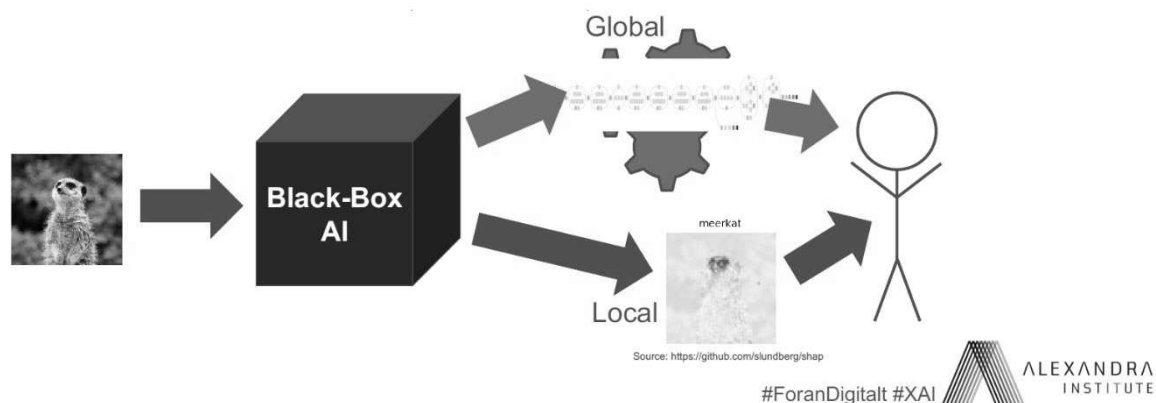 Global
Black-Box
AI
meerkat
Local
Source: https://github.com/slundberg/shap
#ForanDigitalt #XAI
ALEXANDRA
INSTITUTE